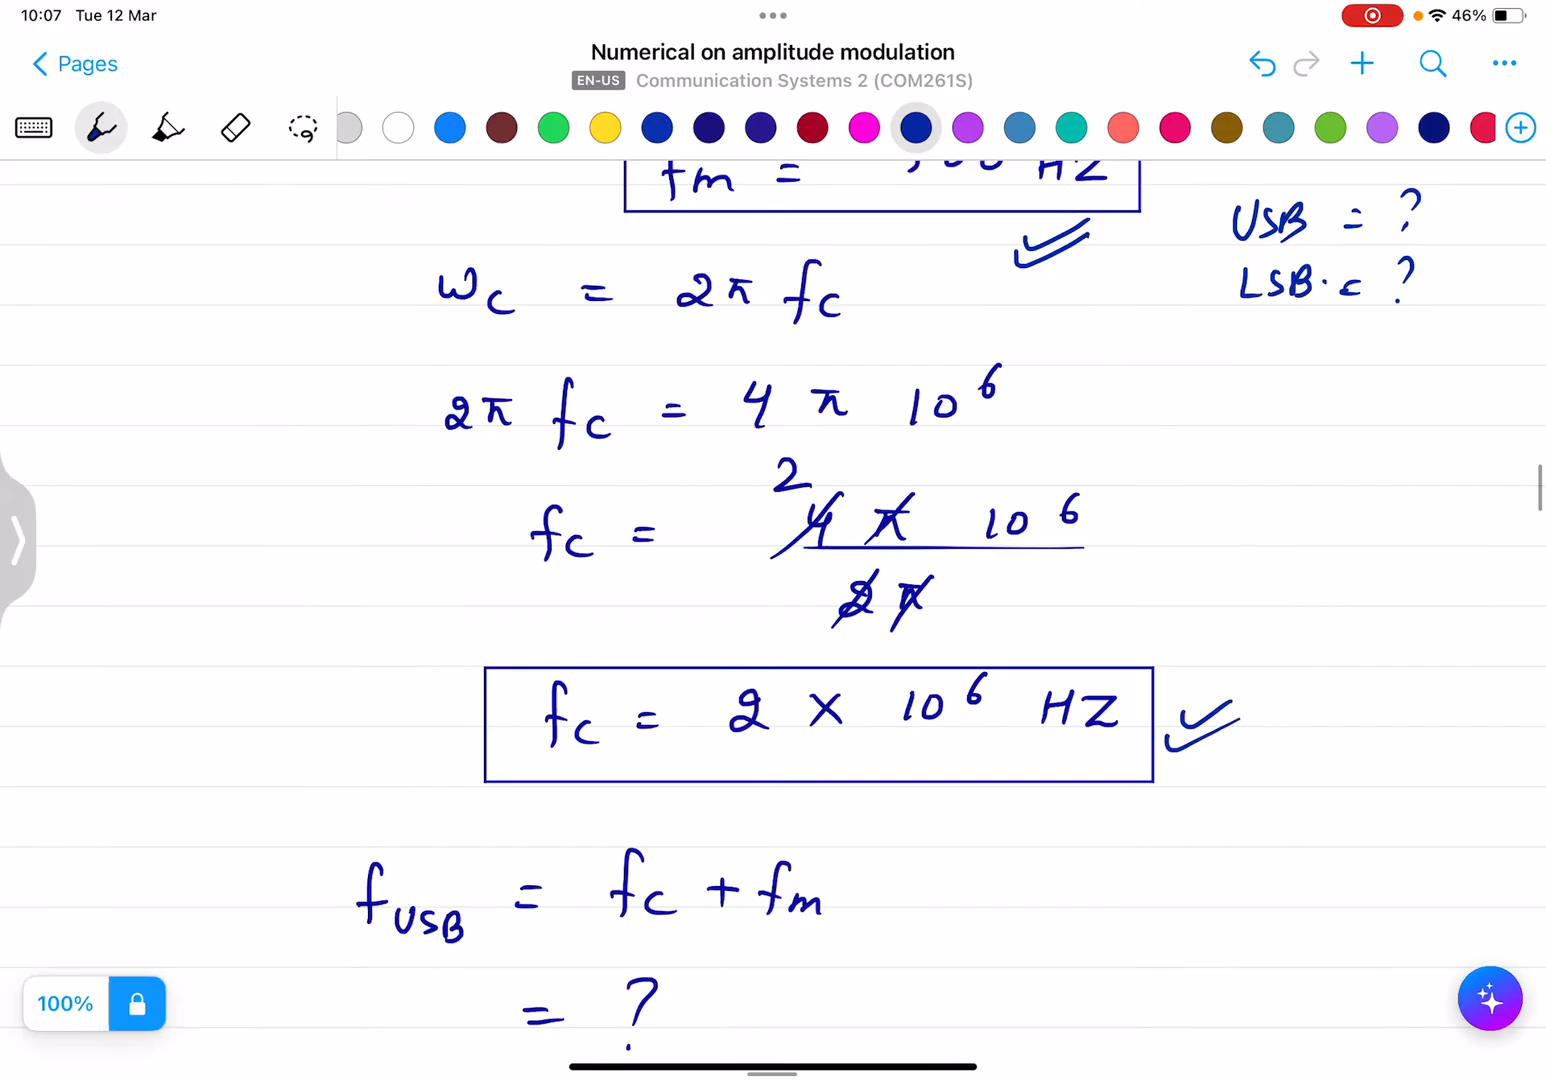 10:07 Tue 12 Mar
46%
Pages
Numerical on amplitude modulation
EN-US Communication Systems 2 (COM261S)
fm = HZ
USB = ?
LSB. = ?
ωc = 2π fc
2π fc = 4 π 10^6
2
fc = 4 π 10^6
2 π
fc = 2 × 10^6 HZ
f_USB = fc + fm
= ?
100%